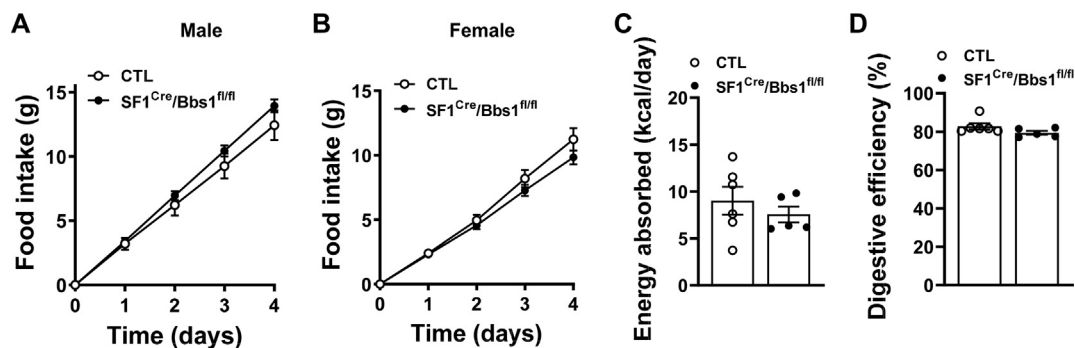 A
Male
CTL
SF1Cre/Bbs1fl/fl
Food intake (g)
15
10
5
0
0 1 2 3 4
Time (days)
B
Female
CTL
SF1Cre/Bbs1fl/fl
Food intake (g)
15
10
5
0
0 1 2 3 4
Time (days)
C
CTL
SF1Cre/Bbs1fl/fl
Energy absorbed (kcal/day)
20
15
10
5
0
D
CTL
SF1Cre/Bbs1fl/fl
Digestive efficiency (%)
100
80
60
40
20
0